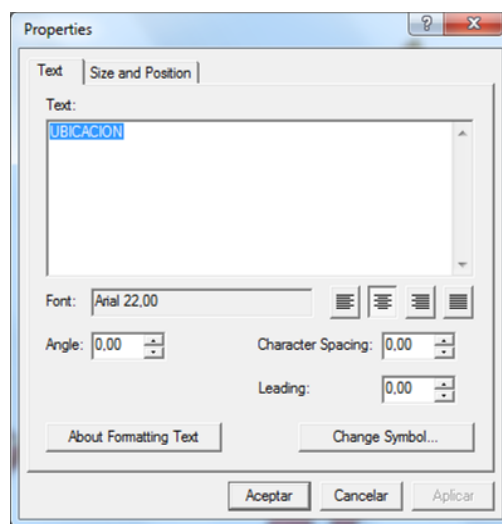 Properties
Text Size and Position
Text:
UBICACION
Font: Arial 22,00
Angle: 0,00 Character Spacing: 0,00
Leading: 0,00
About Formatting Text Change Symbol...
Aceptar Cancelar Aplicar